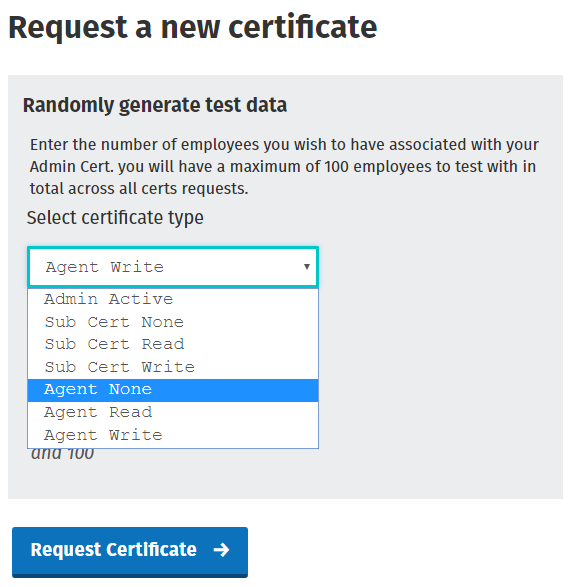 Request a new certificate
Randomly generate test data
Enter the number of employees you wish to have associated with your
Admin Cert. you will have a maximum of 100 employees to test with in
total across all certs requests.
Select certificate type
Agent Write
Admin Active
Sub Cert None
Sub Cert Read
Sub Cert Write
Agent None
Agent Read
Agent Write
and 100
Request Certificate →